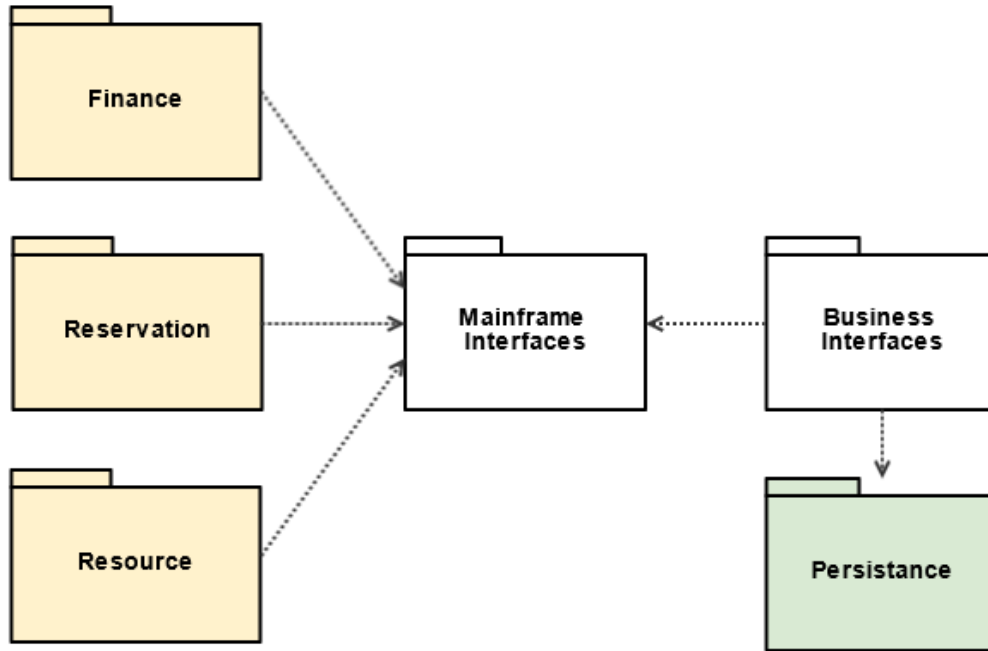 Finance
Reservation
Mainframe
Interfaces
Business
Interfaces
Resource
Persistance